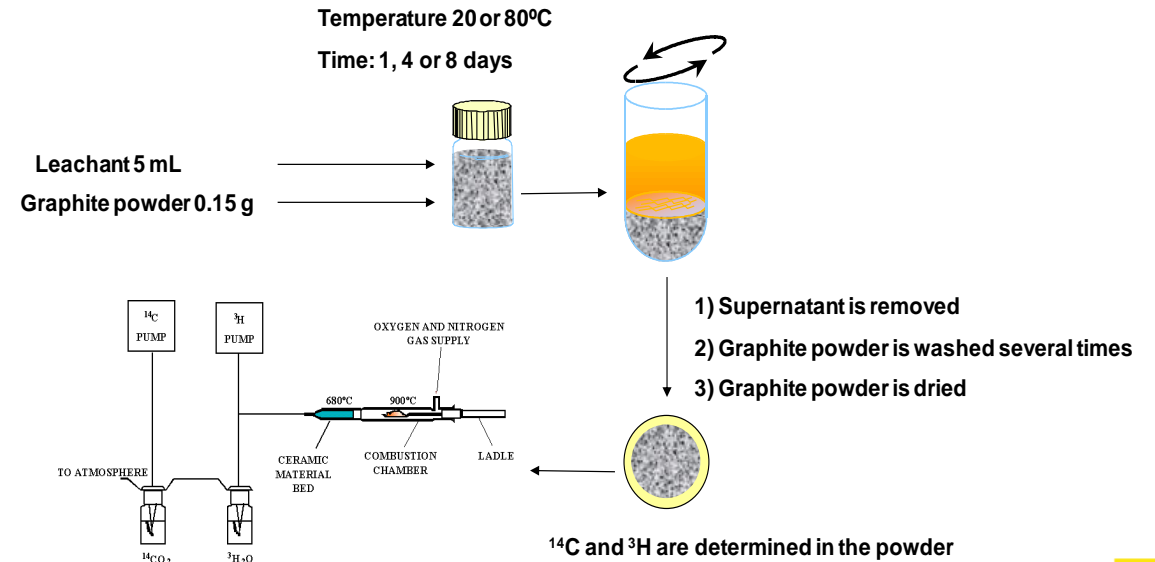 Temperature 20 or 80ºC
Time: 1, 4 or 8 days
Leachant 5 mL
Graphite powder 0.15 g
1) Supernatant is removed
2) Graphite powder is washed several times
3) Graphite powder is dried
¹⁴C
PUMP
³H
PUMP
OXYGEN AND NITROGEN
GAS SUPPLY
680°C
900°C
CERAMIC
MATERIAL
BED
COMBUSTION
CHAMBER
LADLE
TO ATMOSPHERE
¹⁴CO₂
³H₂O
¹⁴C and ³H are determined in the powder